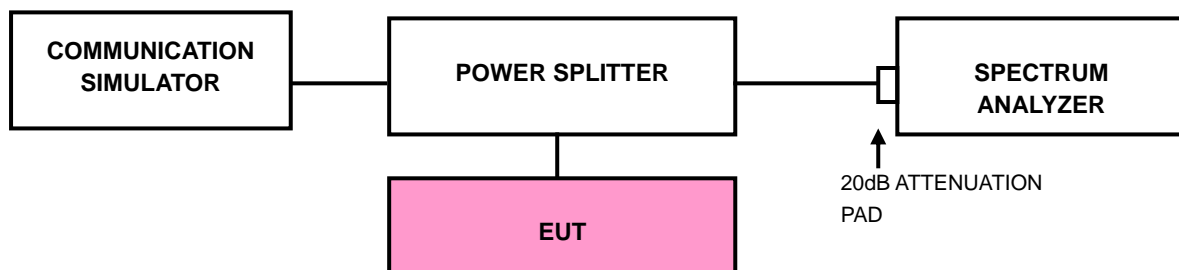 COMMUNICATION
SIMULATOR
POWER SPLITTER
SPECTRUM
ANALYZER
20dB ATTENUATION
PAD
EUT